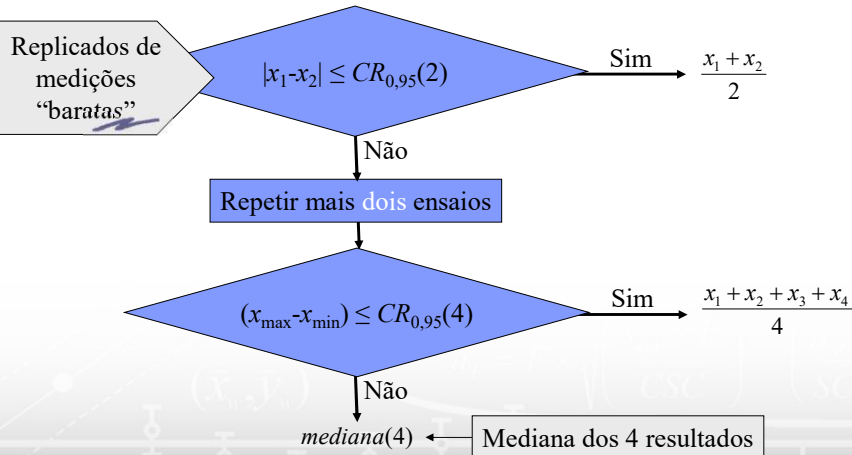 Replicados de
medições
“baratas”
|x₁-x₂| ≤ CR₀,₉₅(2)
Sim
x₁ + x₂
2
Não
Repetir mais dois ensaios
(xmax-xmin) ≤ CR₀,₉₅(4)
Sim
x₁ + x₂ + x₃ + x₄
4
Não
mediana(4)
Mediana dos 4 resultados